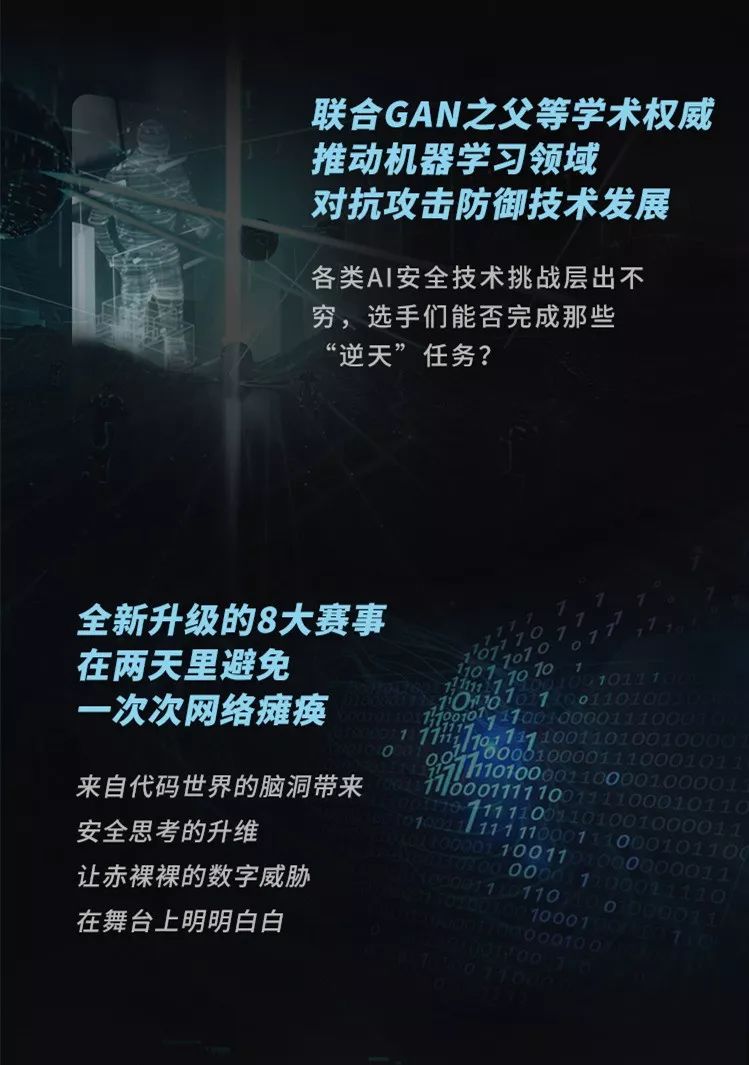 联合GAN之父等学术权威
推动机器学习领域
对抗攻击防御技术发展
各类AI安全技术挑战层出不
穷，选手们能否完成那些
“逆天”任务？
全新升级的8大赛事
在两天里避免
一次次网络瘫痪
来自代码世界的脑洞带来
安全思考的升维
让赤裸裸的数字威胁
在舞台上明明白白